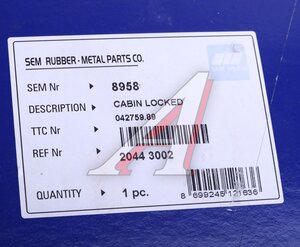 SEM RUBBER - METAL PARTS CO.
SEM Nr 8958
DESCRIPTION CABIN LOCKED
042759.89
TTC Nr
REF Nr 2044 3002
QUANTITY 1 pc.
8 699245 121636